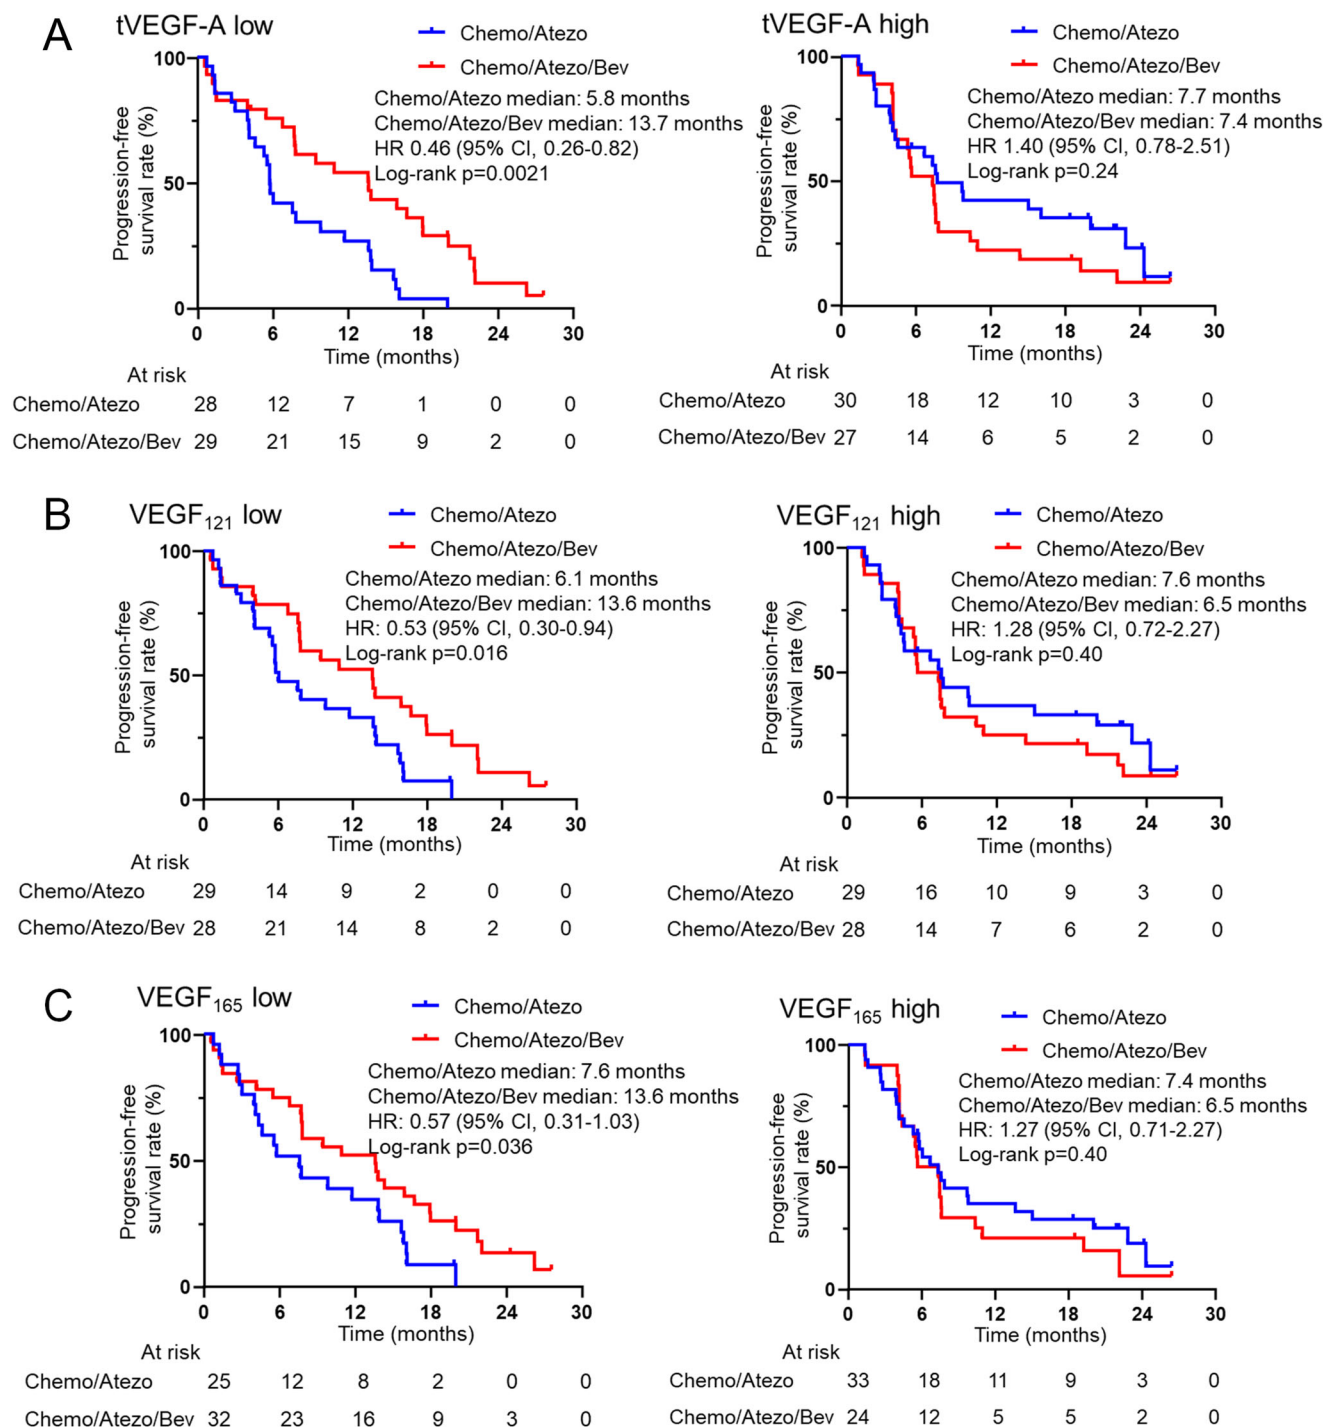 A
tVEGF-A low
Chemo/Atezo
Chemo/Atezo/Bev
Chemo/Atezo median: 5.8 months
Chemo/Atezo/Bev median: 13.7 months
HR 0.46 (95% CI, 0.26-0.82)
Log-rank p=0.0021
Progression-free
survival rate (%)
100
50
0
0 6 12 18 24 30
Time (months)
At risk
Chemo/Atezo 28 12 7 1 0 0
Chemo/Atezo/Bev 29 21 15 9 2 0
tVEGF-A high
Chemo/Atezo
Chemo/Atezo/Bev
Chemo/Atezo median: 7.7 months
Chemo/Atezo/Bev median: 7.4 months
HR 1.40 (95% CI, 0.78-2.51)
Log-rank p=0.24
Progression-free
survival rate (%)
100
50
0
0 6 12 18 24 30
Time (months)
At risk
Chemo/Atezo 30 18 12 10 3 0
Chemo/Atezo/Bev 27 14 6 5 2 0
B
VEGF₁₂₁ low
Chemo/Atezo
Chemo/Atezo/Bev
Chemo/Atezo median: 6.1 months
Chemo/Atezo/Bev median: 13.6 months
HR: 0.53 (95% CI, 0.30-0.94)
Log-rank p=0.016
Progression-free
survival rate (%)
100
50
0
0 6 12 18 24 30
Time (months)
At risk
Chemo/Atezo 29 14 9 2 0 0
Chemo/Atezo/Bev 28 21 14 8 2 0
VEGF₁₂₁ high
Chemo/Atezo
Chemo/Atezo/Bev
Chemo/Atezo median: 7.6 months
Chemo/Atezo/Bev median: 6.5 months
HR: 1.28 (95% CI, 0.72-2.27)
Log-rank p=0.40
Progression-free
survival rate (%)
100
50
0
0 6 12 18 24 30
Time (months)
At risk
Chemo/Atezo 29 16 10 9 3 0
Chemo/Atezo/Bev 28 14 7 6 2 0
C
VEGF₁₆₅ low
Chemo/Atezo
Chemo/Atezo/Bev
Chemo/Atezo median: 7.6 months
Chemo/Atezo/Bev median: 13.6 months
HR: 0.57 (95% CI, 0.31-1.03)
Log-rank p=0.036
Progression-free
survival rate (%)
100
50
0
0 6 12 18 24 30
Time (months)
At risk
Chemo/Atezo 25 12 8 2 0 0
Chemo/Atezo/Bev 32 23 16 9 3 0
VEGF₁₆₅ high
Chemo/Atezo
Chemo/Atezo/Bev
Chemo/Atezo median: 7.4 months
Chemo/Atezo/Bev median: 6.5 months
HR: 1.27 (95% CI, 0.71-2.27)
Log-rank p=0.40
Progression-free
survival rate (%)
100
50
0
0 6 12 18 24 30
Time (months)
At risk
Chemo/Atezo 33 18 11 9 3 0
Chemo/Atezo/Bev 24 12 5 5 2 0